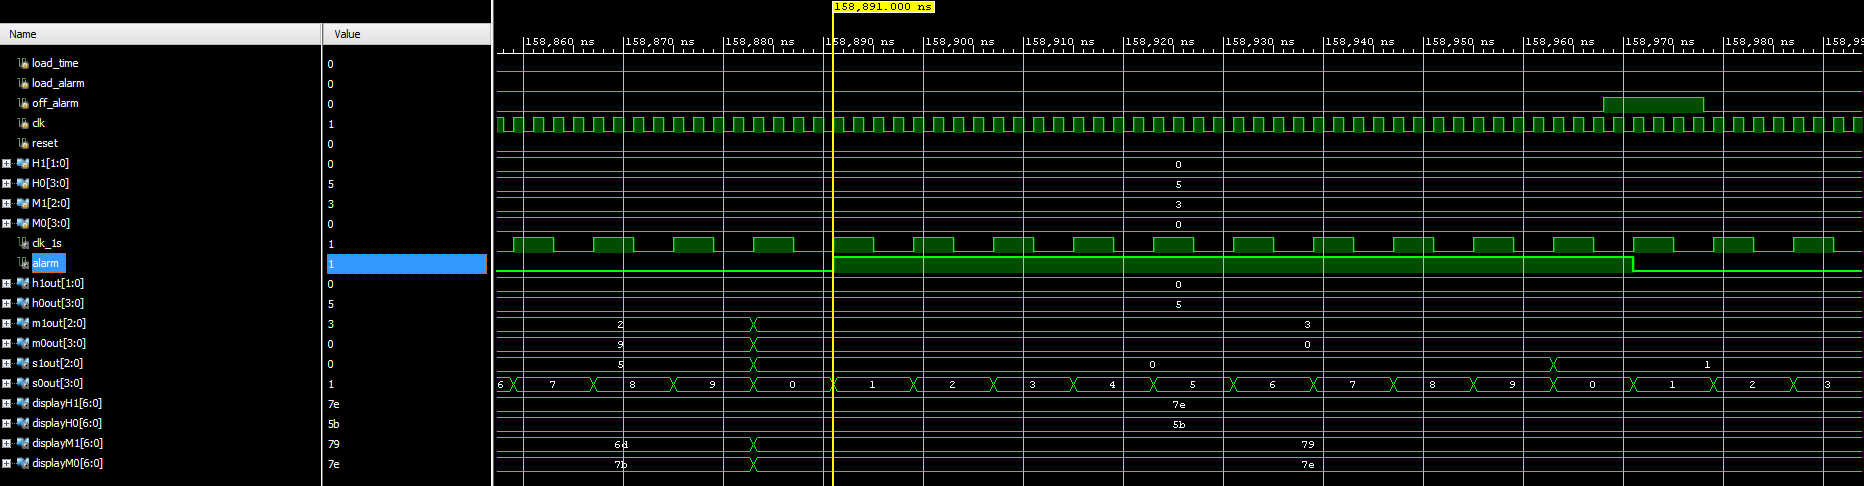 158,891.000 ns
Name Value
158,860 ns 158,870 ns 158,880 ns 158,890 ns 158,900 ns 158,910 ns 158,920 ns 158,930 ns 158,940 ns 158,950 ns 158,960 ns 158,970 ns 158,980 ns 158,99
load_time 0
load_alarm 0
off_alarm 0
clk 1
reset 0
H1[1:0] 0 0
H0[3:0] 5 5
M1[2:0] 3 3
M0[3:0] 0 0
clk_1s 1
alarm 1
h1out[1:0] 0 0
h0out[3:0] 5 5
m1out[2:0] 3 2 3
m0out[3:0] 0 9 0
s1out[2:0] 0 5 0 1
s0out[3:0] 1 6 7 8 9 0 1 2 3 4 5 6 7 8 9 0 1 2 3
displayH1[6:0] 7e 7e
displayH0[6:0] 5b 5b
displayM1[6:0] 79 6d 79
displayM0[6:0] 7e 7b 7e